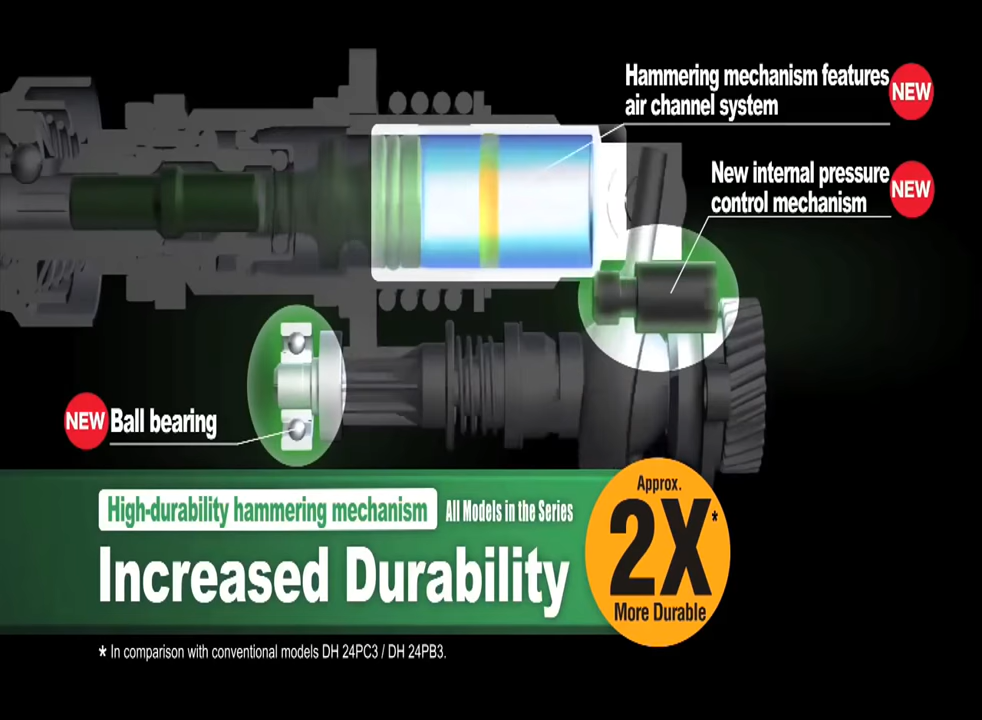 Hammering mechanism features
air channel system
NEW
New internal pressure
control mechanism
NEW
NEW
Ball bearing
High-durability hammering mechanism
All Models in the Series
Increased Durability
Approx.
2X*
More Durable
* In comparison with conventional models DH 24PC3 / DH 24PB3.